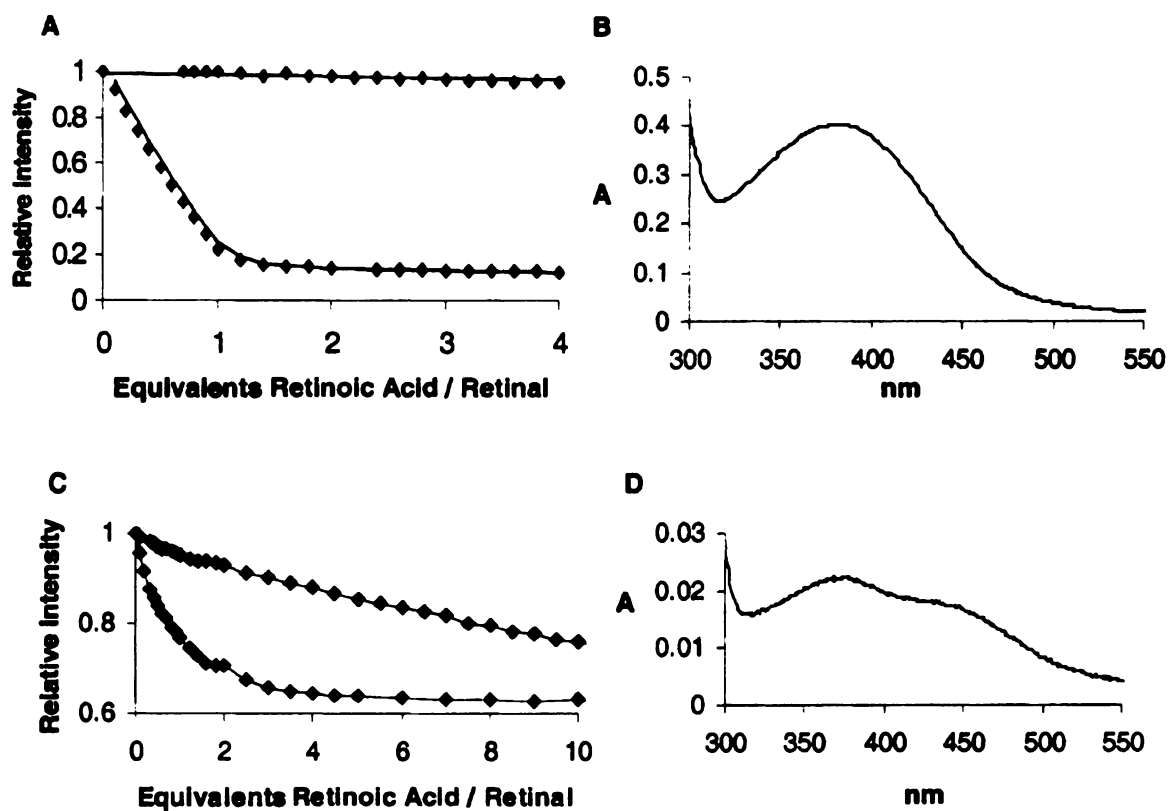 A
Relative Intensity
1
0.8
0.6
0.4
0.2
0
0 1 2 3 4
Equivalents Retinoic Acid / Retinal
B
A
0.5
0.4
0.3
0.2
0.1
0
300 350 400 450 500 550
nm
C
Relative Intensity
1
0.8
0.6
0 2 4 6 8 10
Equivalents Retinoic Acid / Retinal
D
A
0.03
0.02
0.01
0
300 350 400 450 500 550
nm